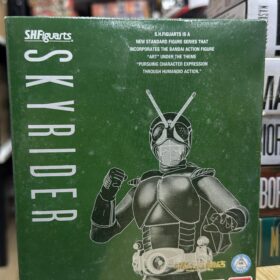 S.H.Figuarts
SKYRIDER
S.H.FIGUARTS IS A
NEW STANDARD FIGURE SERIES THAT
INCORPORATES THE BANDAI ACTION FIGURE
"ART" UNDER THE THEME
"PURSUING CHARACTER EXPRESSION
THROUGH HUMANOID ACTION."